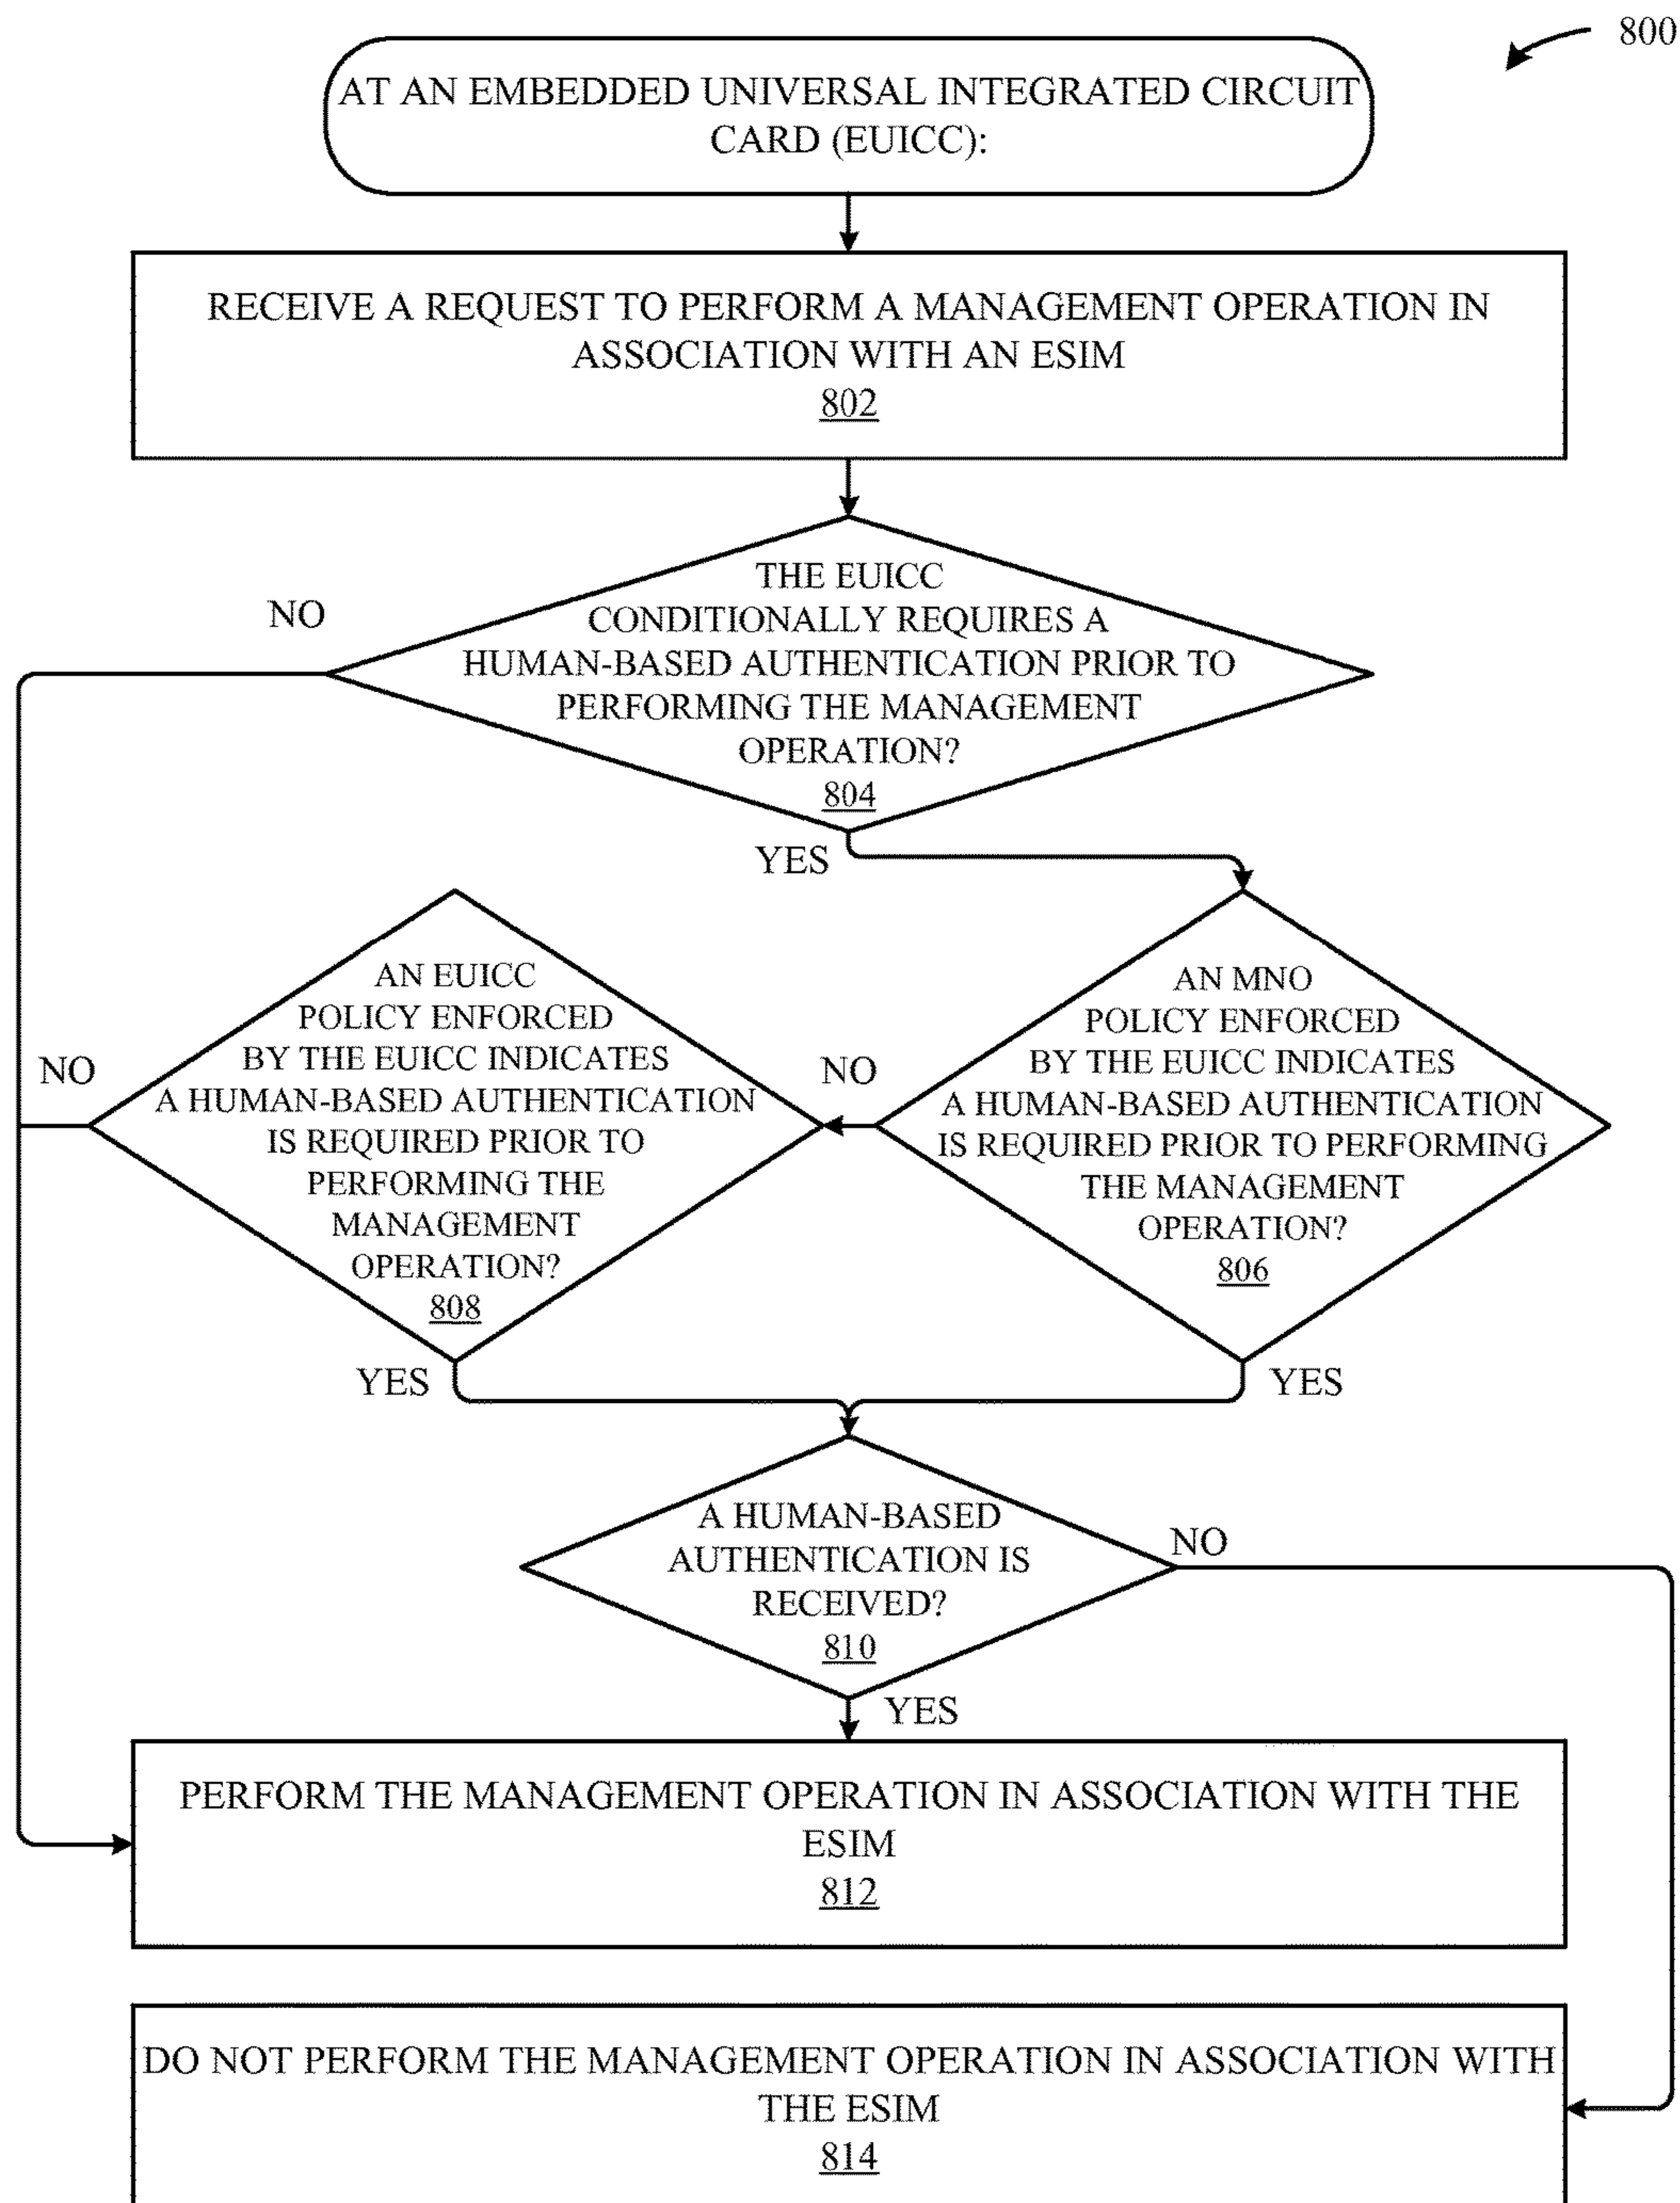 800
AT AN EMBEDDED UNIVERSAL INTEGRATED CIRCUIT
CARD (EUICC):
RECEIVE A REQUEST TO PERFORM A MANAGEMENT OPERATION IN
ASSOCIATION WITH AN ESIM
802
THE EUICC
CONDITIONALLY REQUIRES A
HUMAN-BASED AUTHENTICATION PRIOR TO
PERFORMING THE MANAGEMENT
OPERATION?
804
NO
YES
AN MNO
POLICY ENFORCED
BY THE EUICC INDICATES
A HUMAN-BASED AUTHENTICATION
IS REQUIRED PRIOR TO PERFORMING
THE MANAGEMENT
OPERATION?
806
NO
YES
AN EUICC
POLICY ENFORCED
BY THE EUICC INDICATES
A HUMAN-BASED AUTHENTICATION
IS REQUIRED PRIOR TO
PERFORMING THE
MANAGEMENT
OPERATION?
808
NO
YES
A HUMAN-BASED
AUTHENTICATION IS
RECEIVED?
810
NO
YES
PERFORM THE MANAGEMENT OPERATION IN ASSOCIATION WITH THE
ESIM
812
DO NOT PERFORM THE MANAGEMENT OPERATION IN ASSOCIATION WITH
THE ESIM
814